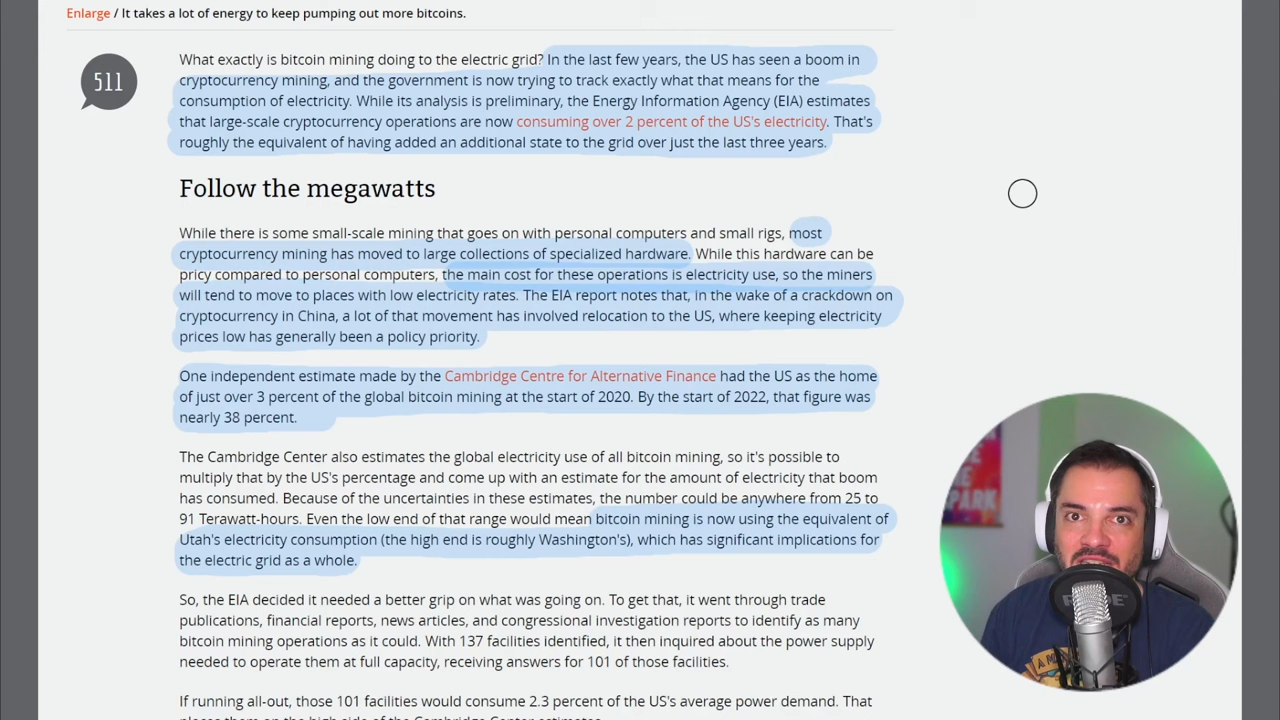 Enlarge / It takes a lot of energy to keep pumping out more bitcoins.
511
What exactly is bitcoin mining doing to the electric grid? In the last few years, the US has seen a boom in
cryptocurrency mining, and the government is now trying to track exactly what that means for the
consumption of electricity. While its analysis is preliminary, the Energy Information Agency (EIA) estimates
that large-scale cryptocurrency operations are now consuming over 2 percent of the US's electricity. That's
roughly the equivalent of having added an additional state to the grid over just the last three years.
Follow the megawatts
While there is some small-scale mining that goes on with personal computers and small rigs, most
cryptocurrency mining has moved to large collections of specialized hardware. While this hardware can be
pricy compared to personal computers, the main cost for these operations is electricity use, so the miners
will tend to move to places with low electricity rates. The EIA report notes that, in the wake of a crackdown on
cryptocurrency in China, a lot of that movement has involved relocation to the US, where keeping electricity
prices low has generally been a policy priority.
One independent estimate made by the Cambridge Centre for Alternative Finance had the US as the home
of just over 3 percent of the global bitcoin mining at the start of 2020. By the start of 2022, that figure was
nearly 38 percent.
The Cambridge Center also estimates the global electricity use of all bitcoin mining, so it's possible to
multiply that by the US's percentage and come up with an estimate for the amount of electricity that boom
has consumed. Because of the uncertainties in these estimates, the number could be anywhere from 25 to
91 Terawatt-hours. Even the low end of that range would mean bitcoin mining is now using the equivalent of
Utah's electricity consumption (the high end is roughly Washington's), which has significant implications for
the electric grid as a whole.
So, the EIA decided it needed a better grip on what was going on. To get that, it went through trade
publications, financial reports, news articles, and congressional investigation reports to identify as many
bitcoin mining operations as it could. With 137 facilities identified, it then inquired about the power supply
needed to operate them at full capacity, receiving answers for 101 of those facilities.
If running all-out, those 101 facilities would consume 2.3 percent of the US's average power demand. That
places them on the high side of the Cambridge Center estimates.